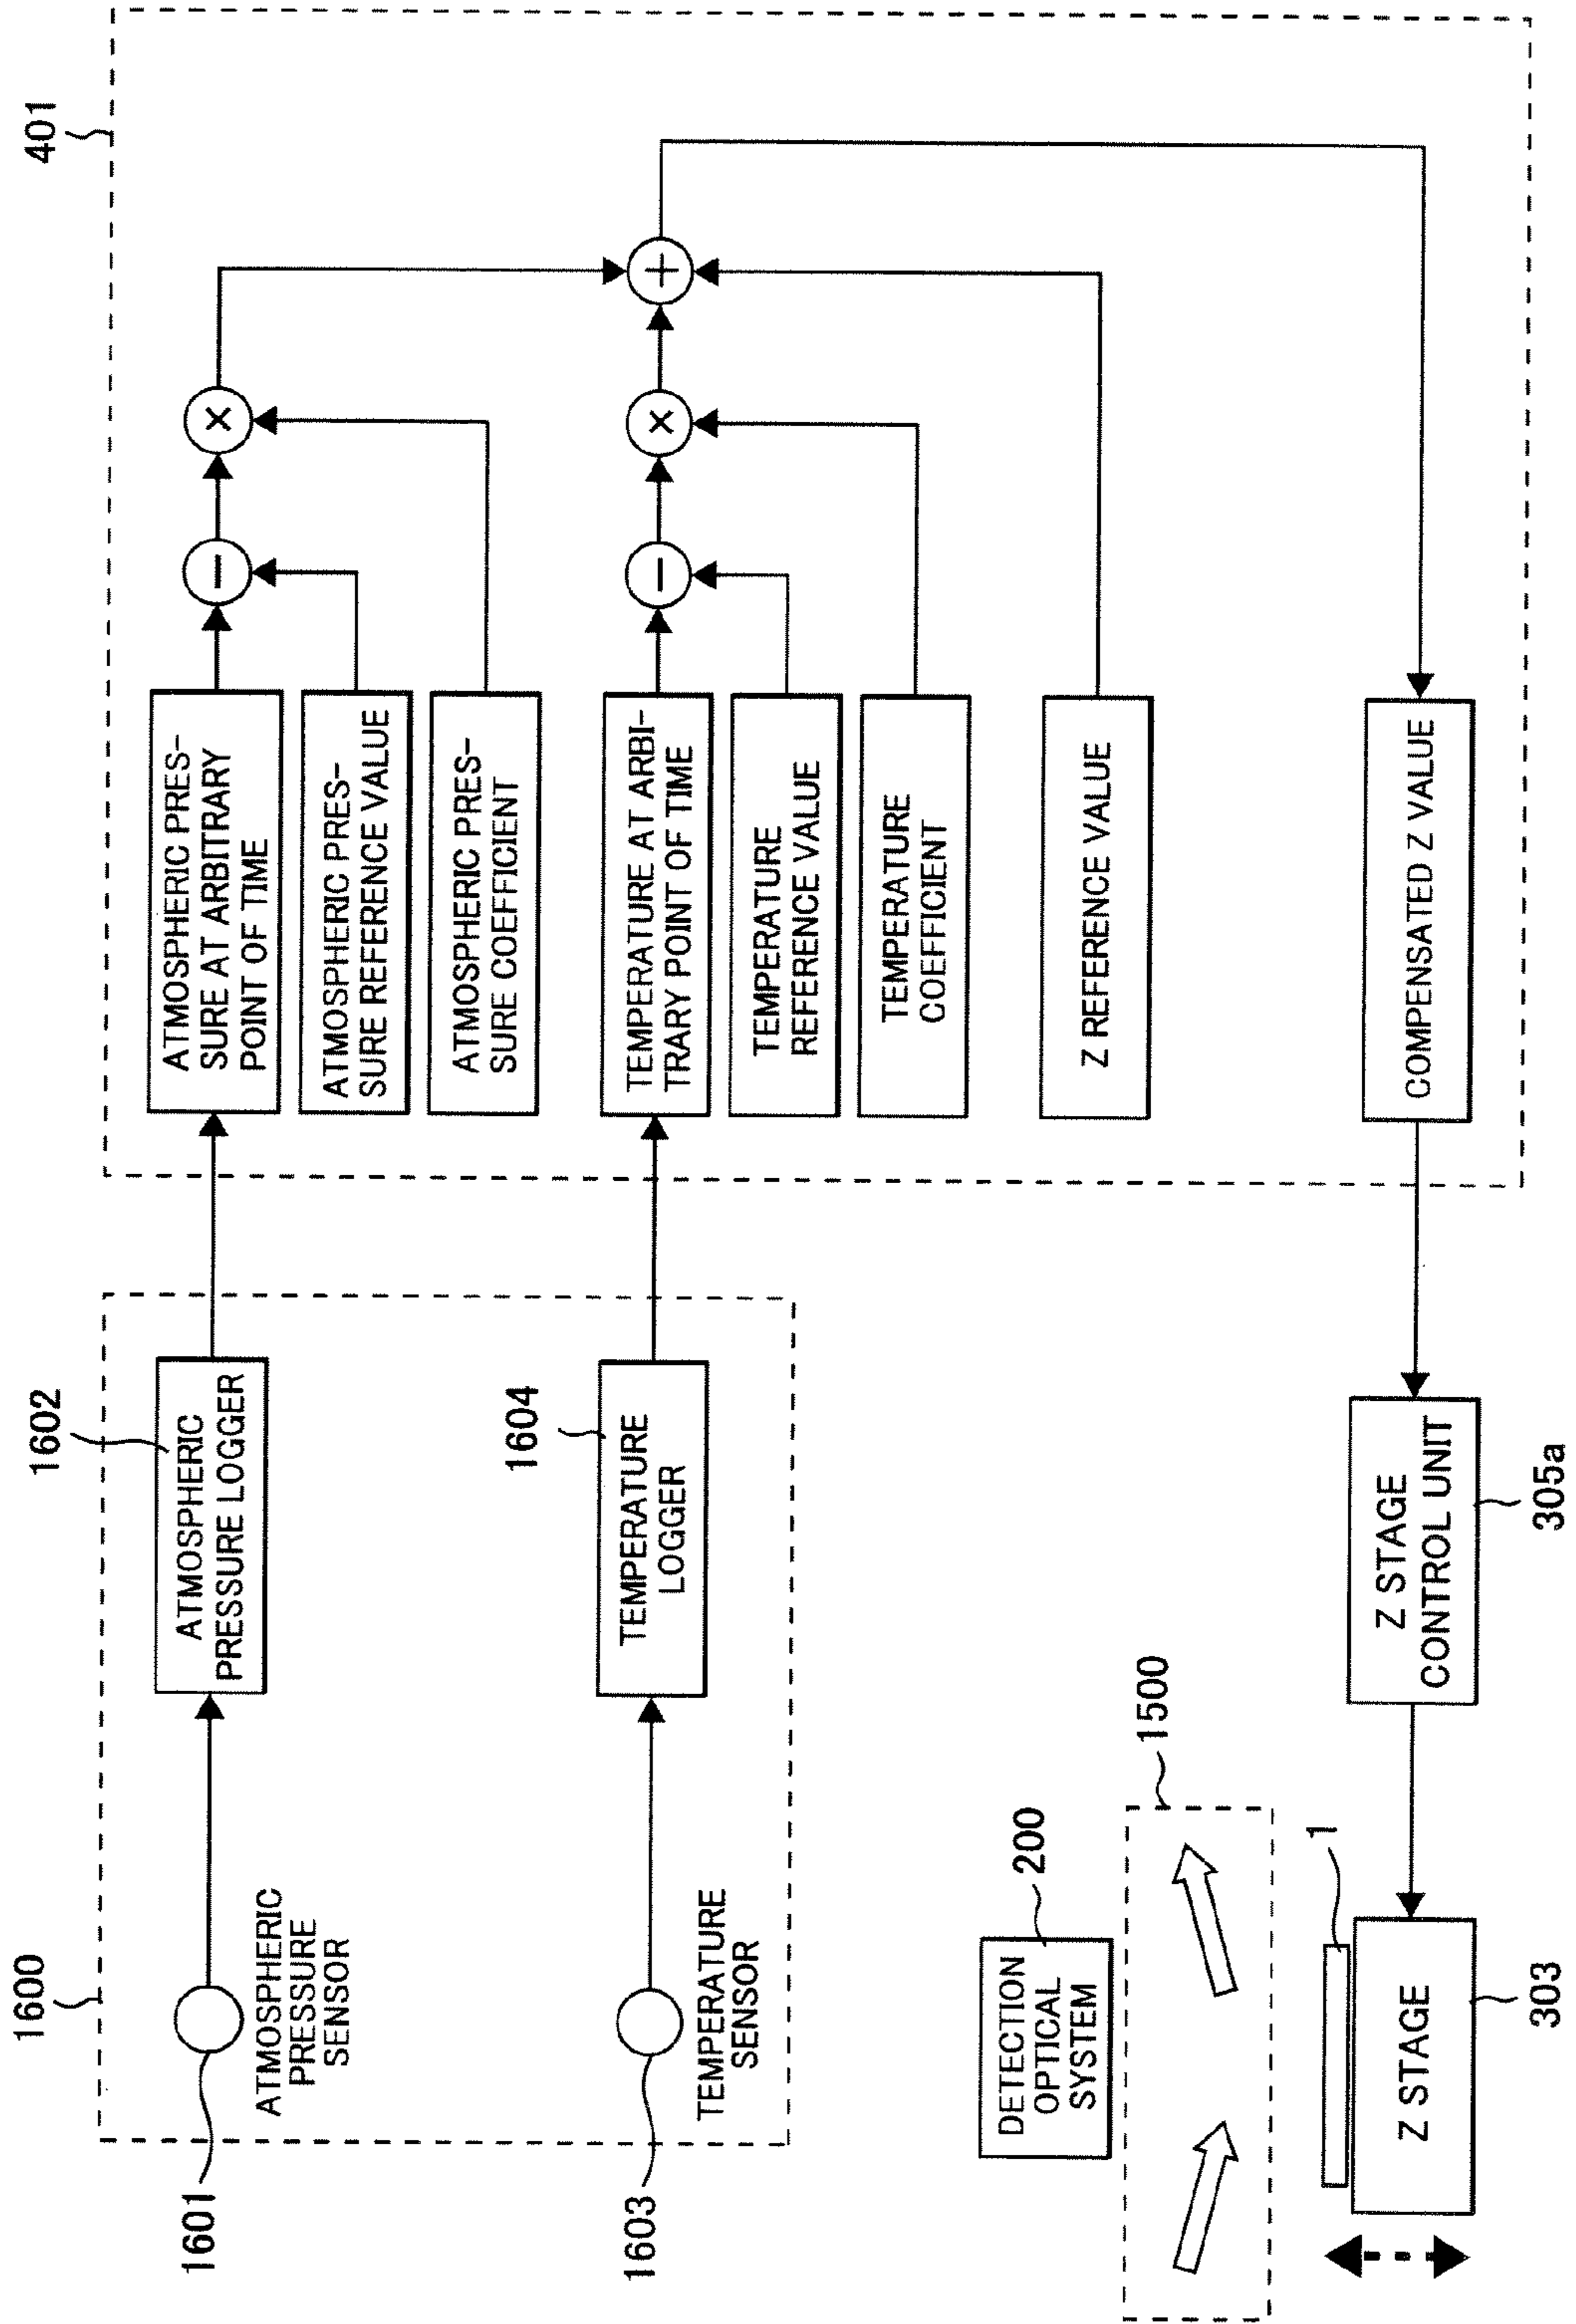 1600
1601
ATMOSPHERIC
PRESSURE
SENSOR
1602
ATMOSPHERIC
PRESSURE LOGGER
1603
TEMPERATURE
SENSOR
1604
TEMPERATURE
LOGGER
401
ATMOSPHERIC PRES-
SURE AT ARBITRARY
POINT OF TIME
ATMOSPHERIC PRES-
SURE REFERENCE VALUE
ATMOSPHERIC PRES-
SURE COEFFICIENT
TEMPERATURE AT ARBI-
TRARY POINT OF TIME
TEMPERATURE
REFERENCE VALUE
TEMPERATURE
COEFFICIENT
Z REFERENCE VALUE
COMPENSATED Z VALUE
−
×
−
×
+
DETECTION
OPTICAL
SYSTEM
200
1500
1
Z STAGE
303
Z STAGE
CONTROL UNIT
305a